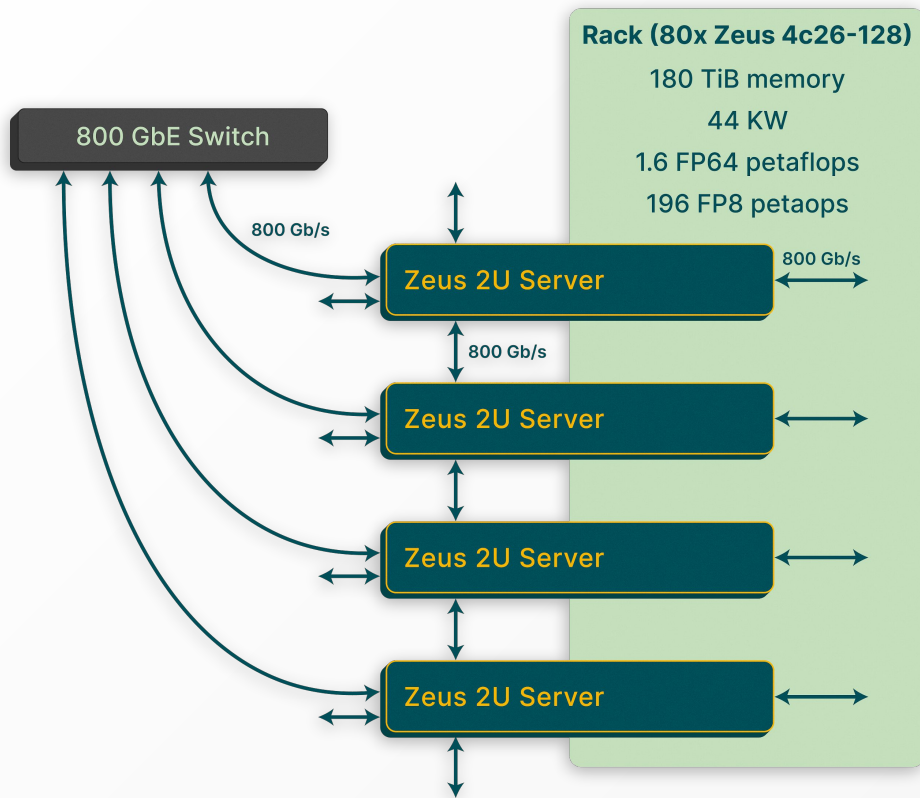 Rack (80x Zeus 4c26-128)
180 TiB memory
44 KW
1.6 FP64 petaflops
196 FP8 petaops
800 GbE Switch
800 Gb/s
800 Gb/s
Zeus 2U Server
800 Gb/s
Zeus 2U Server
Zeus 2U Server
Zeus 2U Server